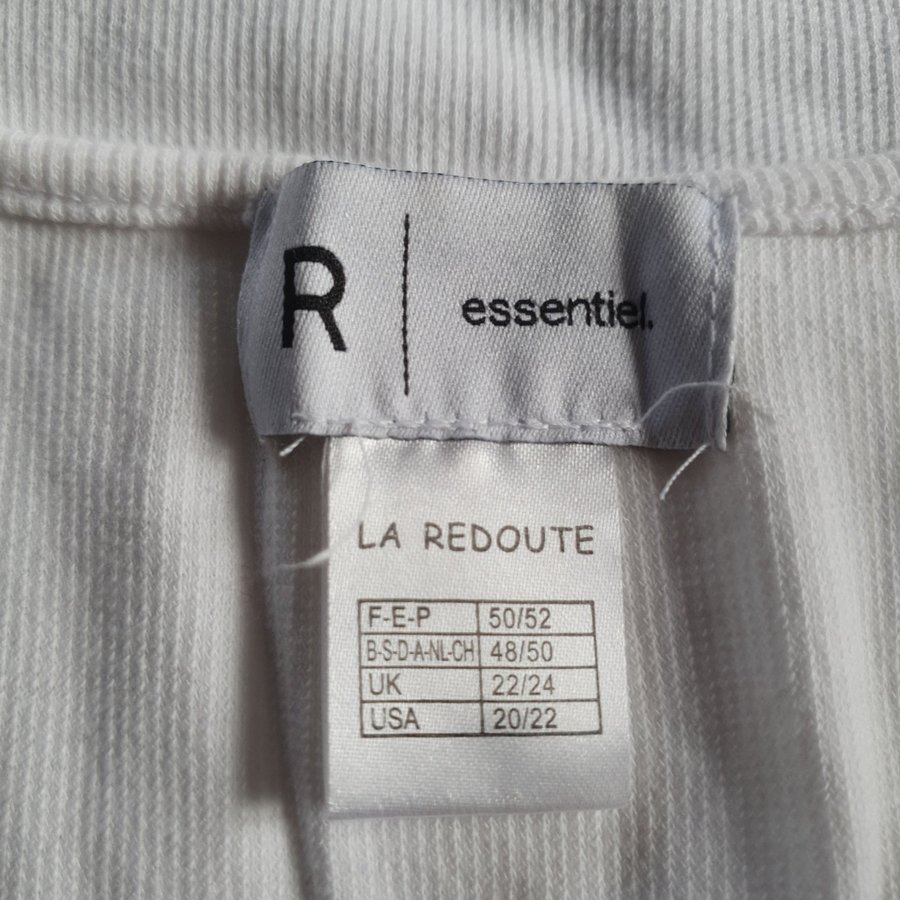 R | essentiel.
LA REDOUTE
F-E-P 50/52
B-S-D-A-NL-CH 48/50
UK 22/24
USA 20/22